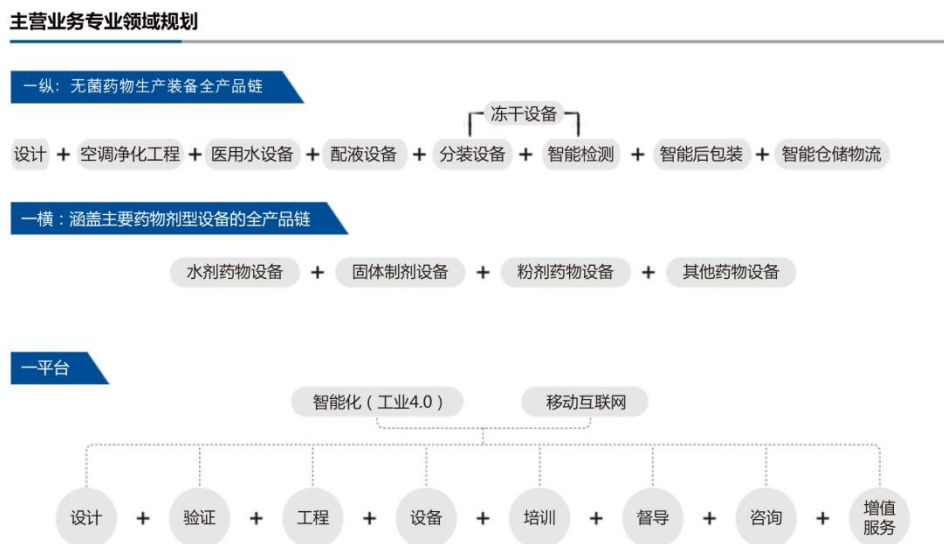 主营业务专业领域规划
一纵：无菌药物生产装备全产品链
冻干设备
设计 + 空调净化工程 + 医用水设备 + 配液设备 + 分装设备 + 智能检测 + 智能后包装 + 智能仓储物流
一横：涵盖主要药物剂型设备的全产品链
水剂药物设备 + 固体制剂设备 + 粉剂药物设备 + 其他药物设备
一平台
智能化（工业4.0） 移动互联网
设计 + 验证 + 工程 + 设备 + 培训 + 督导 + 咨询 + 增值
服务